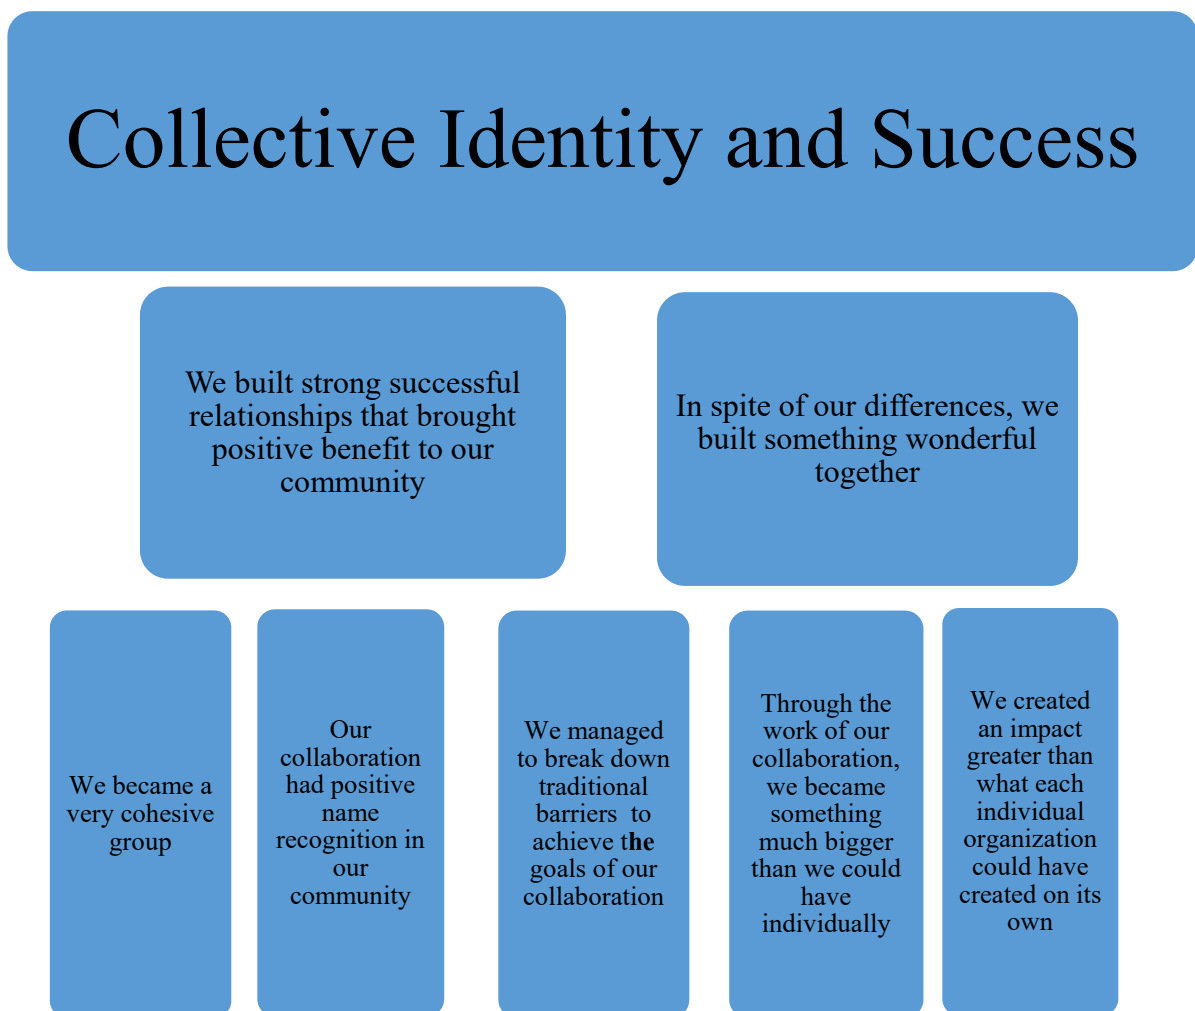 Collective Identity and Success
We built strong successful
relationships that brought
positive benefit to our
community
In spite of our differences, we
built something wonderful
together
We became a
very cohesive
group
Our
collaboration
had positive
name
recognition in
our
community
We managed
to break down
traditional
barriers  to
achieve the
goals of our
collaboration
Through the
work of our
collaboration,
we became
something
much bigger
than we could
have
individually
We created
an impact
greater than
what each
individual
organization
could have
created on its
own